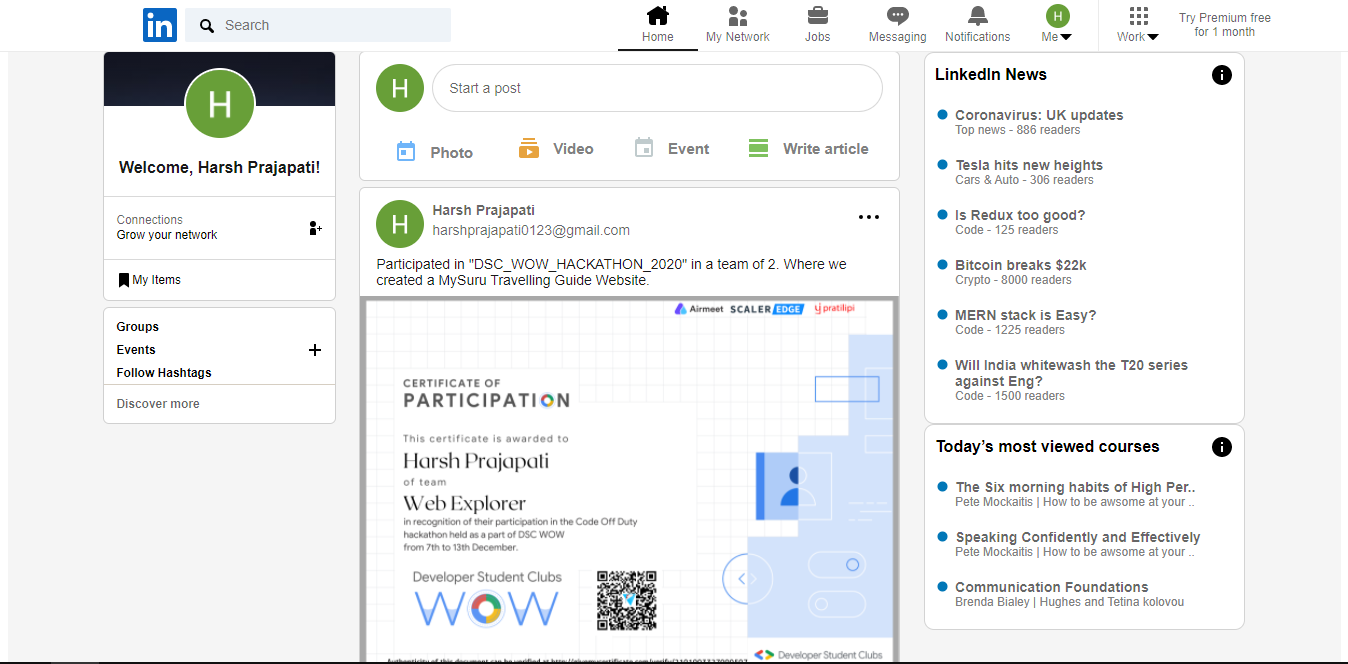 in
Search
Home
My Network
Jobs
Messaging
Notifications
H
Me
Work
Try Premium free
for 1 month
H
Welcome, Harsh Prajapati!
Connections
Grow your network
My Items
Groups
Events
Follow Hashtags
Discover more
H
Start a post
Photo
Video
Event
Write article
H
Harsh Prajapati
harshprajapati0123@gmail.com
Participated in "DSC_WOW_HACKATHON_2020" in a team of 2. Where we
created a MySuru Travelling Guide Website.
Airmeet SCALER EDGE pratilipi
CERTIFICATE OF
PARTICIPATION
This certificate is awarded to
Harsh Prajapati
of team
Web Explorer
in recognition of their participation in the Code Off Duty
hackathon held as a part of DSC WOW
from 7th to 13th December.
Developer Student Clubs
WOW
Developer Student Clubs
Authenticity of this document can be verified at
LinkedIn News
Coronavirus: UK updates
Top news - 886 readers
Tesla hits new heights
Cars & Auto - 306 readers
Is Redux too good?
Code - 125 readers
Bitcoin breaks $22k
Crypto - 8000 readers
MERN stack is Easy?
Code - 1225 readers
Will India whitewash the T20 series
against Eng?
Code - 1500 readers
Today’s most viewed courses
The Six morning habits of High Per..
Pete Mockaitis | How to be awsome at your ..
Speaking Confidently and Effectively
Pete Mockaitis | How to be awsome at your ..
Communication Foundations
Brenda Bialey | Hughes and Tetina kolovou